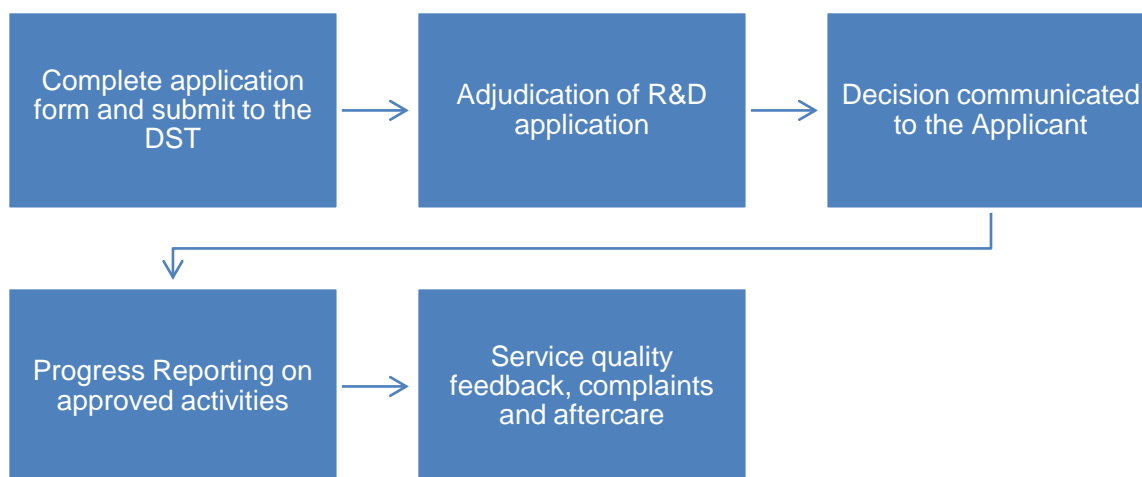 Complete application
form and submit to the
DST
Adjudication of R&D
application
Decision communicated
to the Applicant
Progress Reporting on
approved activities
Service quality
feedback, complaints
and aftercare